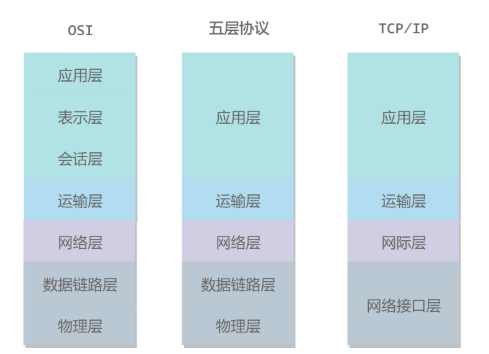 OSI
五层协议
TCP/IP
应用层
表示层
会话层
运输层
网络层
数据链路层
物理层
应用层
运输层
网络层
数据链路层
物理层
应用层
运输层
网际层
网络接口层